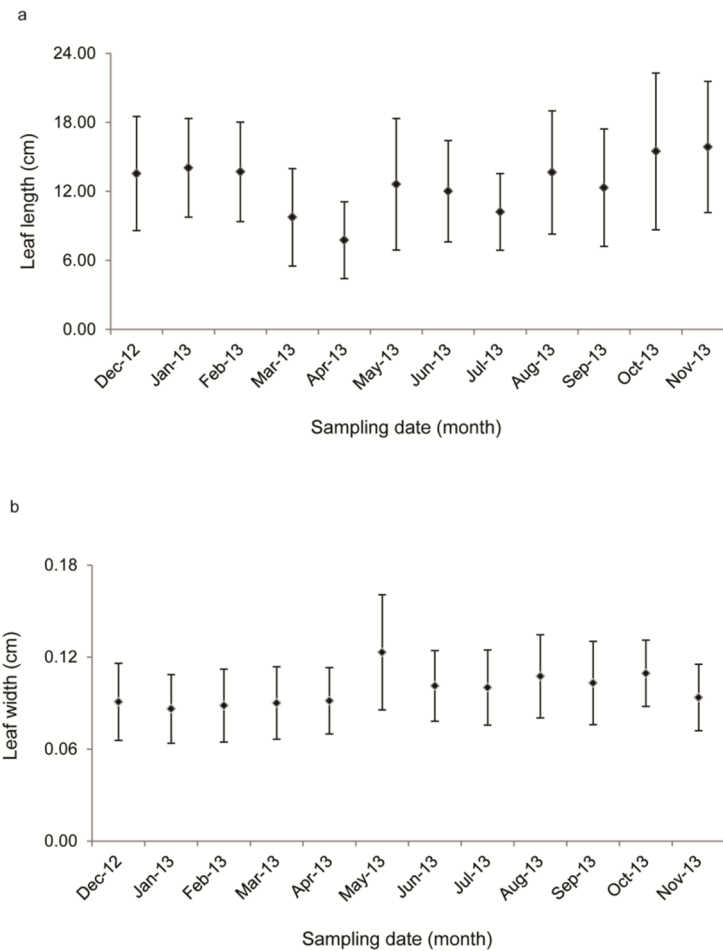 a
24.00
18.00
12.00
6.00
0.00
Leaf length (cm)
Dec-12 Jan-13 Feb-13 Mar-13 Apr-13 May-13 Jun-13 Jul-13 Aug-13 Sep-13 Oct-13 Nov-13
Sampling date (month)
b
0.18
0.12
0.06
0.00
Leaf width (cm)
Dec-12 Jan-13 Feb-13 Mar-13 Apr-13 May-13 Jun-13 Jul-13 Aug-13 Sep-13 Oct-13 Nov-13
Sampling date (month)